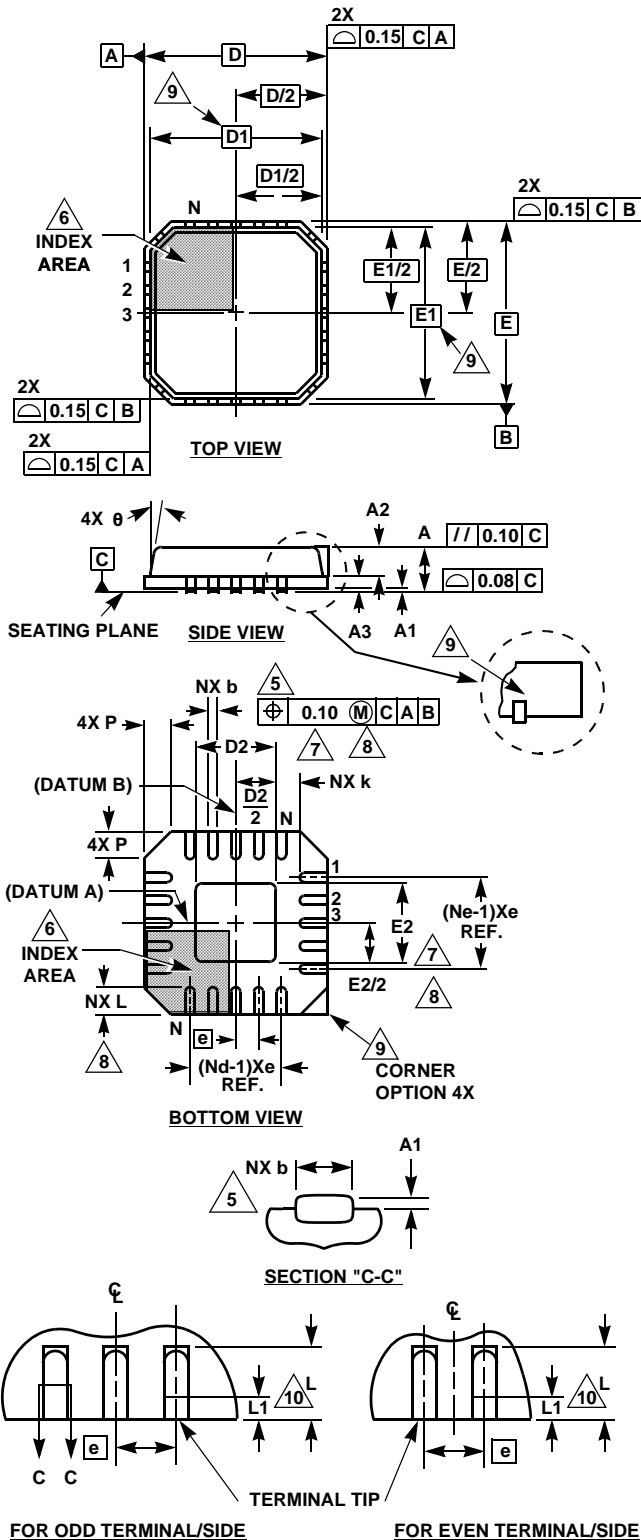 2X
⌓ 0.15 C A
A D
D/2
9
D1
D1/2
2X
⌓ 0.15 C B
6 N
INDEX
AREA
1
2
3
E1/2 E/2
E1 E
9
2X
⌓ 0.15 C B
2X
⌓ 0.15 C A
B
TOP VIEW
4X θ
A2
A // 0.10 C
C
⌓ 0.08 C
SEATING PLANE
SIDE VIEW
A3 A1
9
NX b 5
⌖ 0.10 Ⓜ C A B
4X P
D2 7 8
(DATUM B)
D2
2
NX k
N
4X P
1
2
3
(DATUM A)
6
INDEX
AREA
(Ne-1)Xe
REF.
E2
7
E2/2
8
NX L
8
N
e
(Nd-1)Xe
REF.
9
CORNER
OPTION 4X
BOTTOM VIEW
A1
NX b
5
SECTION "C-C"
C
L
C
L
L
10
L1
L
10
L1
e
e
C C
TERMINAL TIP
FOR ODD TERMINAL/SIDE
FOR EVEN TERMINAL/SIDE